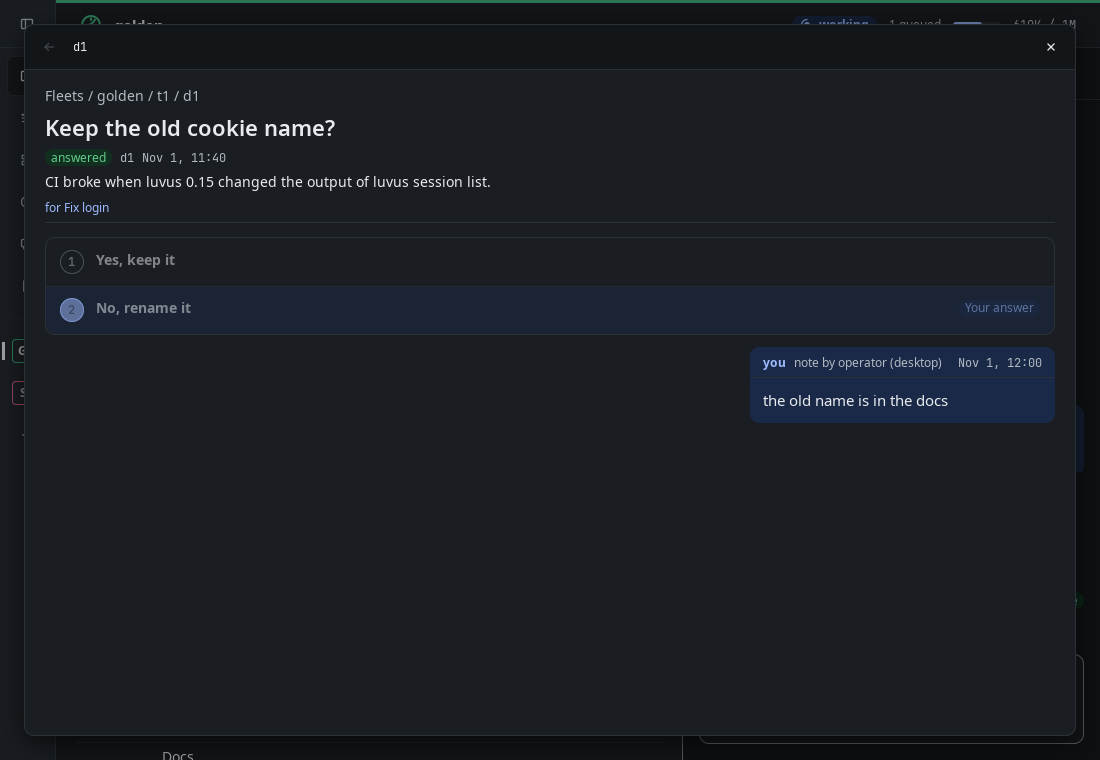 d1
Fleets / golden / t1 / d1
Keep the old cookie name?
answered d1 Nov 1, 11:40
CI broke when luvus 0.15 changed the output of luvus session list.
for Fix login
1 Yes, keep it
2 No, rename it Your answer
you note by operator (desktop) Nov 1, 12:00
the old name is in the docs
Docs